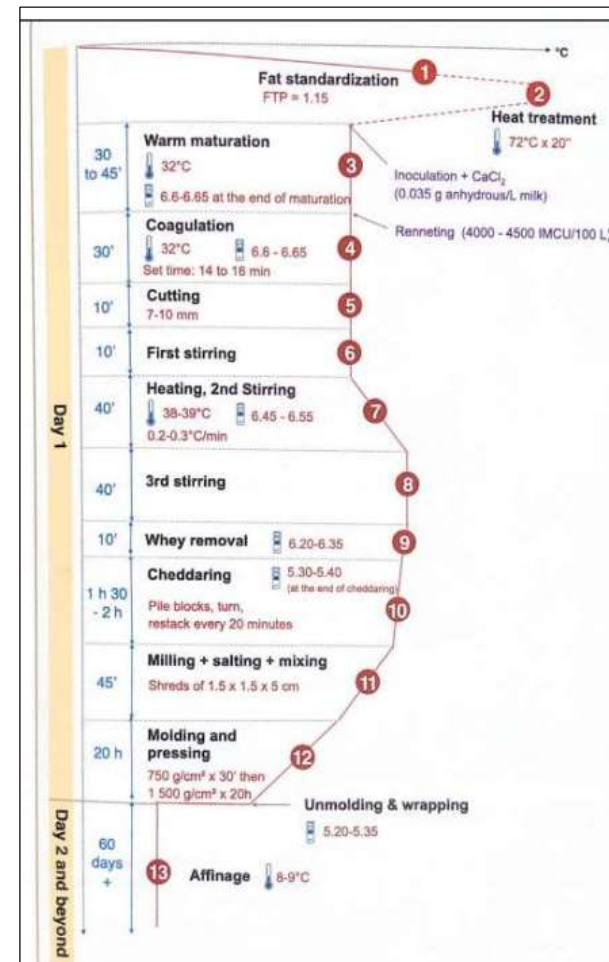 °C
1
Fat standardization
FTP = 1.15
2
Heat treatment
72°C x 20"
30
to 45'
Warm maturation
32°C
6.6-6.65 at the end of maturation
3
Inoculation + CaCl₂
(0.035 g anhydrous/L milk)
Renneting (4000 - 4500 IMCU/100 L)
30'
Coagulation
32°C 6.6 - 6.65
Set time: 14 to 16 min
4
10'
Cutting
7-10 mm
5
10'
First stirring
6
40'
Heating, 2nd Stirring
38-39°C 6.45 - 6.55
0.2-0.3°C/min
7
40'
3rd stirring
8
10'
Whey removal 6.20-6.35
9
1 h 30
- 2 h
Cheddaring 5.30-5.40
(at the end of cheddaring)
Pile blocks, turn,
restack every 20 minutes
10
45'
Milling + salting + mixing
Shreds of 1.5 x 1.5 x 5 cm
11
20 h
Molding and
pressing
750 g/cm² x 30' then
1 500 g/cm² x 20h
12
Day 1
Unmolding & wrapping
5.20-5.35
60
days
+
13
Affinage 8-9°C
Day 2 and beyond